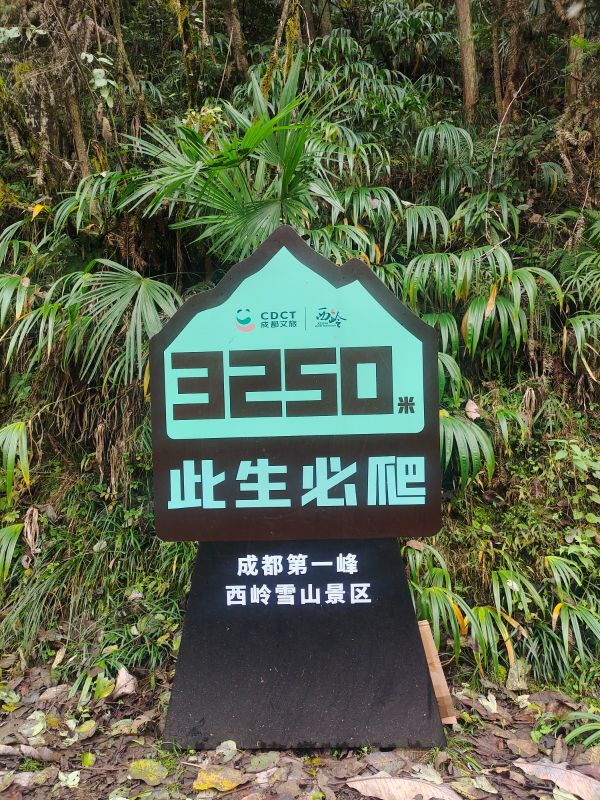 CDCT
成都文旅
西岭
3250米
此生必爬
成都第一峰
西岭雪山景区